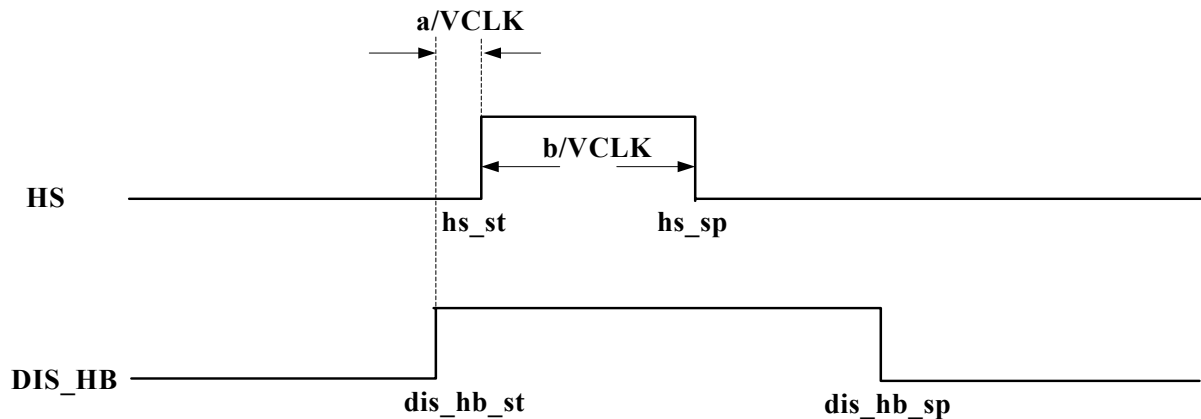 a/VCLK
b/VCLK
HS
hs_st hs_sp
DIS_HB
dis_hb_st dis_hb_sp